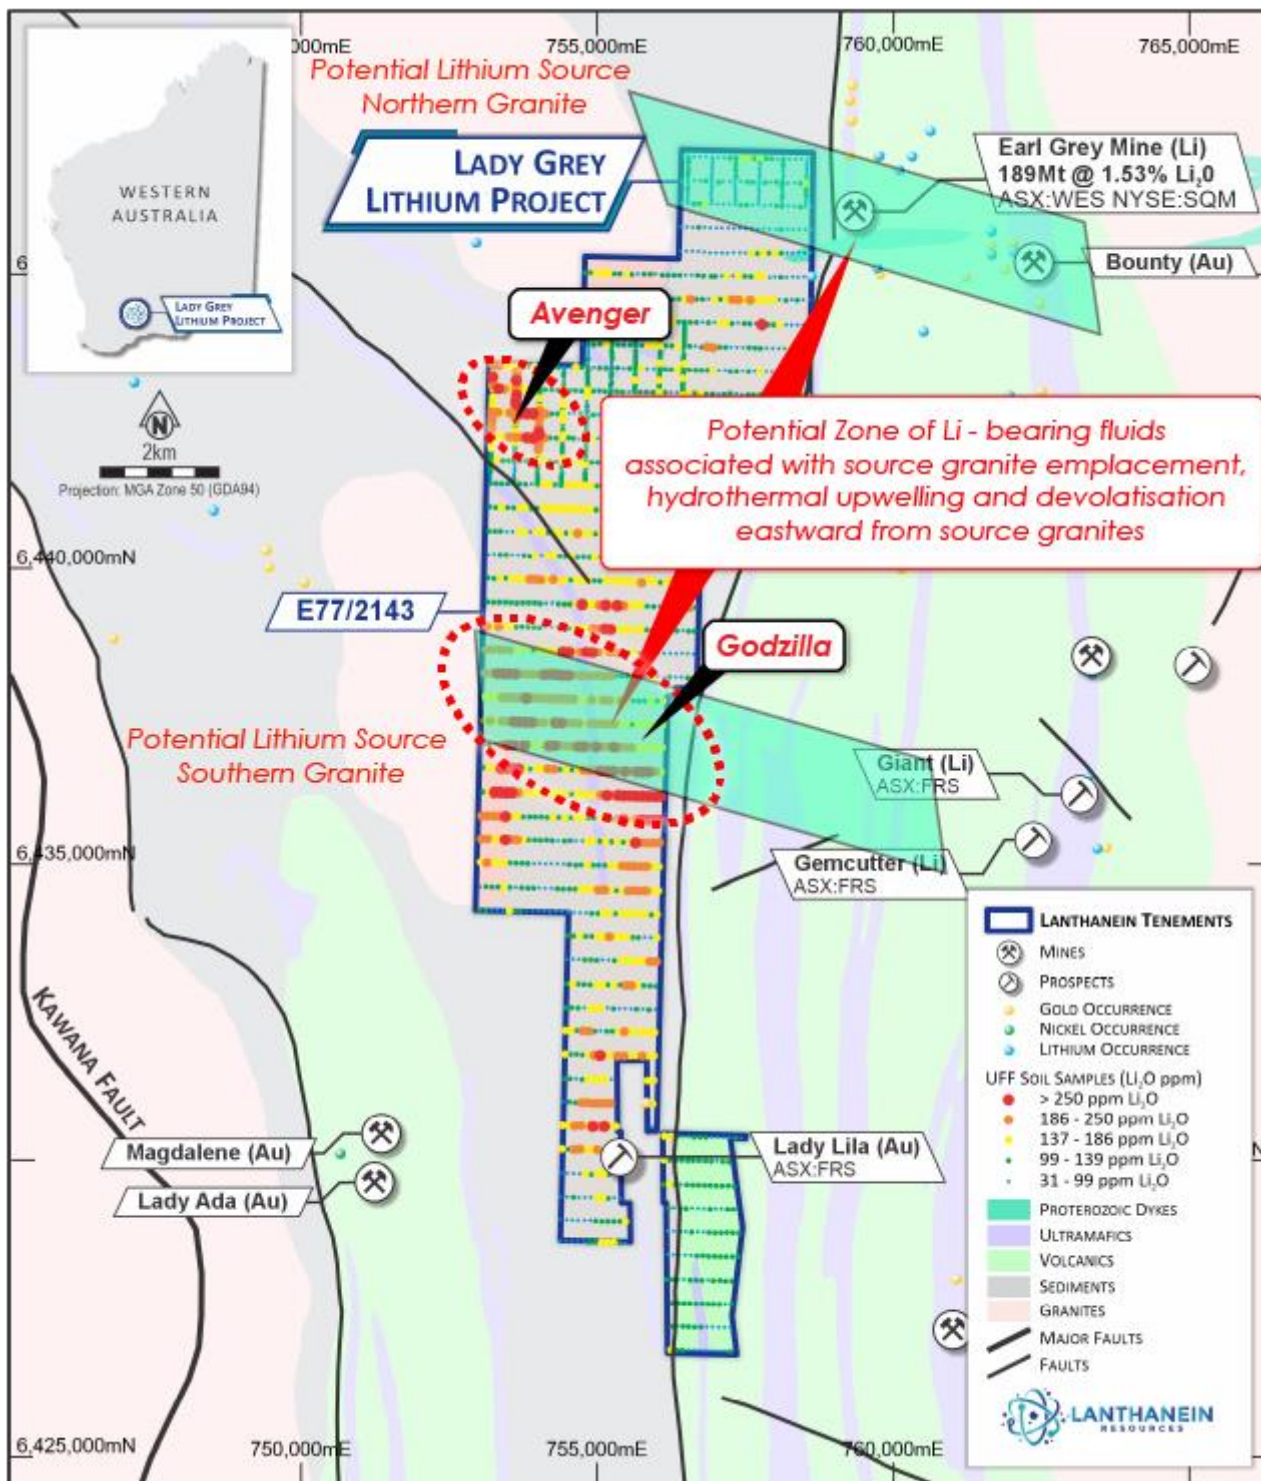 000mE
755,000mE
760,000mE
765,000mE
Potential Lithium Source
Northern Granite
WESTERN
AUSTRALIA
LADY GREY
LITHIUM PROJECT
LADY GREY
LITHIUM PROJECT
Earl Grey Mine (Li)
189Mt @ 1.53% Li₂0
ASX:WES NYSE:SQM
Bounty (Au)
6
Avenger
N
2km
Projection: MGA Zone 50 (GDA94)
Potential Zone of Li - bearing fluids
associated with source granite emplacement,
hydrothermal upwelling and devolatisation
eastward from source granites
6,440,000mN
E77/2143
Godzilla
Potential Lithium Source
Southern Granite
Giant (Li)
ASX:FRS
6,435,000mN
Gemcutter (Li)
ASX:FRS
KAWANA FAULT
Magdalene (Au)
Lady Ada (Au)
Lady Lila (Au)
ASX:FRS
N
LANTHANEIN TENEMENTS
MINES
PROSPECTS
GOLD OCCURRENCE
NICKEL OCCURRENCE
LITHIUM OCCURRENCE
UFF SOIL SAMPLES (Li₂O ppm)
> 250 ppm Li₂O
186 - 250 ppm Li₂O
137 - 186 ppm Li₂O
99 - 139 ppm Li₂O
31 - 99 ppm Li₂O
PROTEROZOIC DYKES
ULTRAMAFICS
VOLCANICS
SEDIMENTS
GRANITES
MAJOR FAULTS
FAULTS
LANTHANEIN
RESOURCES
6,425,000mN
750,000mE
755,000mE
760,000mE